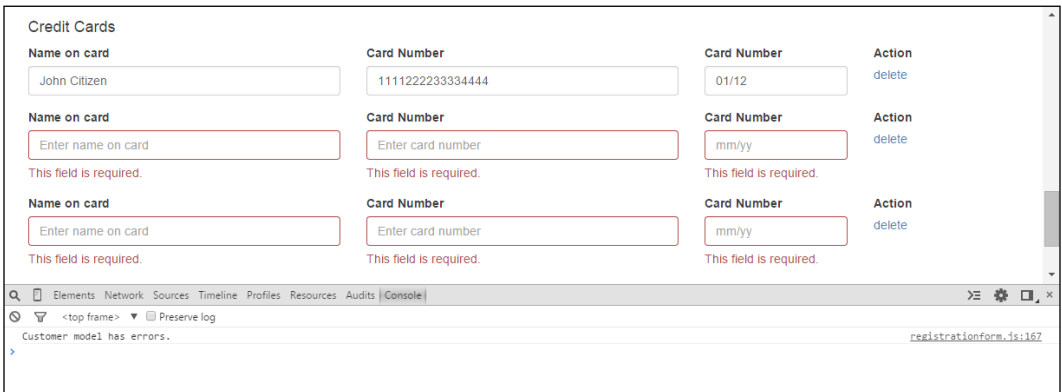 Credit Cards
Name on card Card Number Card Number Action
John Citizen 1111222233334444 01/12 delete
Name on card Card Number Card Number Action
Enter name on card Enter card number mm/yy delete
This field is required. This field is required. This field is required.
Name on card Card Number Card Number Action
Enter name on card Enter card number mm/yy delete
This field is required. This field is required. This field is required.
Elements Network Sources Timeline Profiles Resources Audits Console
<top frame> ▼ Preserve log
Customer model has errors. registrationform.js:167